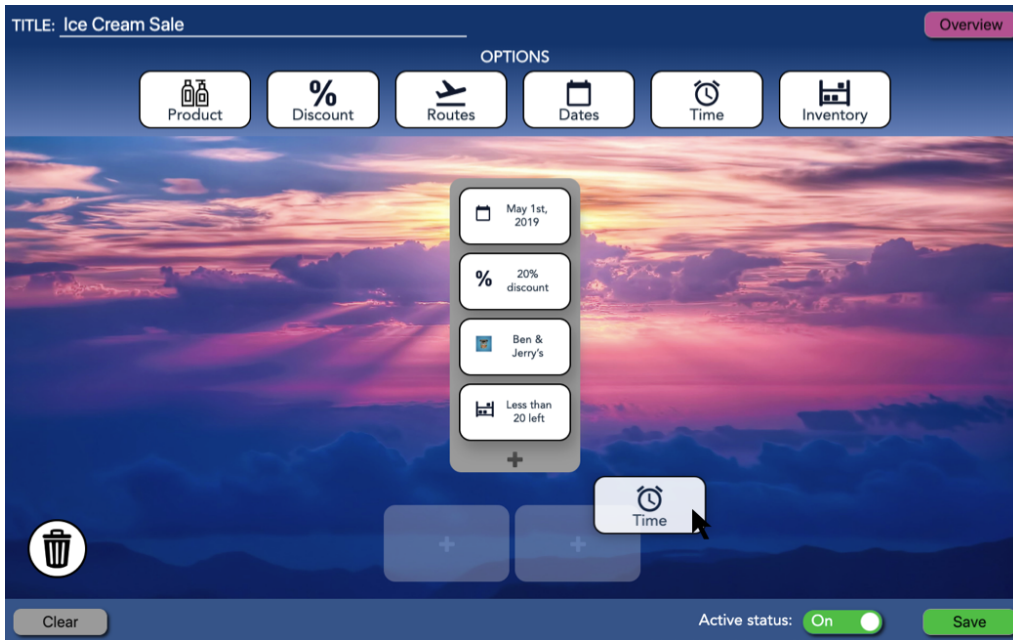 TITLE: Ice Cream Sale
Overview
OPTIONS
Product
% Discount
Routes
Dates
Time
Inventory
May 1st,
2019
% 20%
discount
Ben &
Jerry's
Less than
20 left
+
Time
+ +
Clear
Active status: On
Save